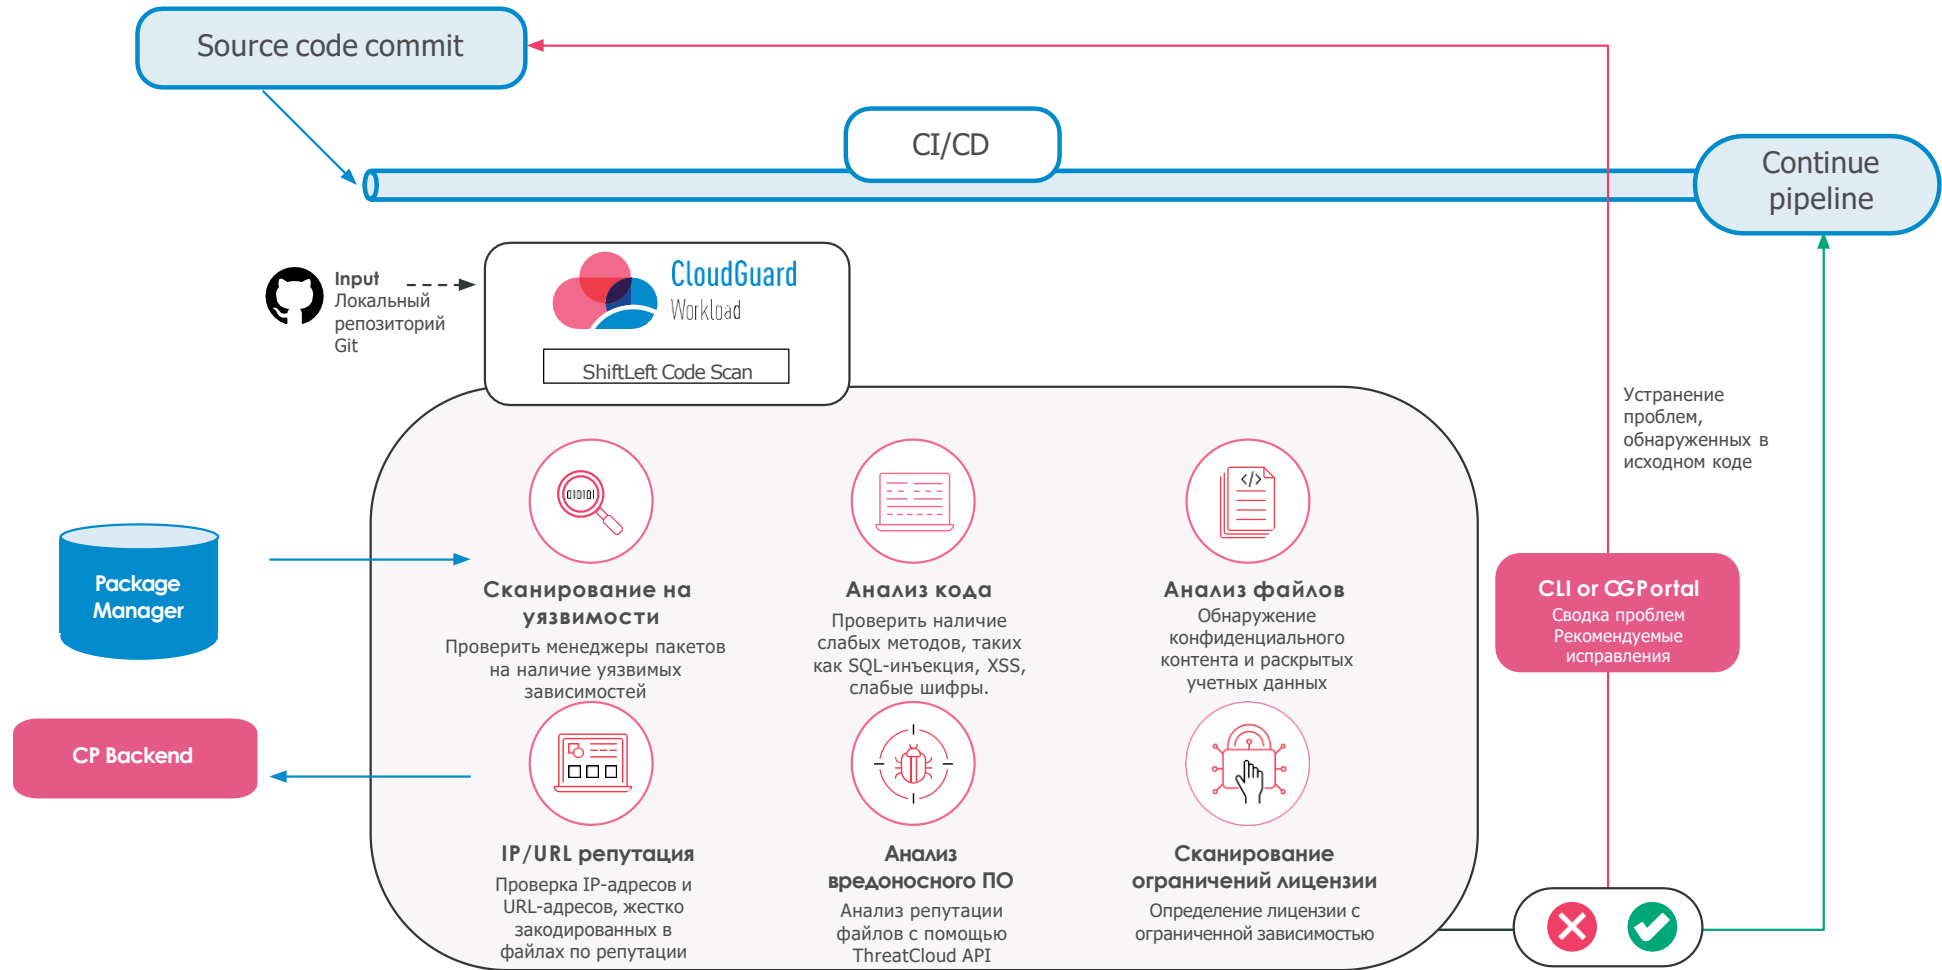 Source code commit
CI/CD
Continue
pipeline
Input
Локальный
репозиторий
Git
CloudGuard
Workload
ShiftLeft Code Scan
Устранение
проблем,
обнаруженных в
исходном коде
Package
Manager
CP Backend
010101
Сканирование на
уязвимости
Проверить менеджеры пакетов
на наличие уязвимых
зависимостей
Анализ кода
Проверить наличие
слабых методов, таких
как SQL-инъекция, XSS,
слабые шифры.
</>
Анализ файлов
Обнаружение
конфиденциального
контента и раскрытых
учетных данных
CLI or CGPortal
Сводка проблем
Рекомендуемые
исправления
IP/URL репутация
Проверка IP-адресов и
URL-адресов, жестко
закодированных в
файлах по репутации
Анализ
вредоносного ПО
Анализ репутации
файлов с помощью
ThreatCloud API
Сканирование
ограничений лицензии
Определение лицензии с
ограниченной зависимостью